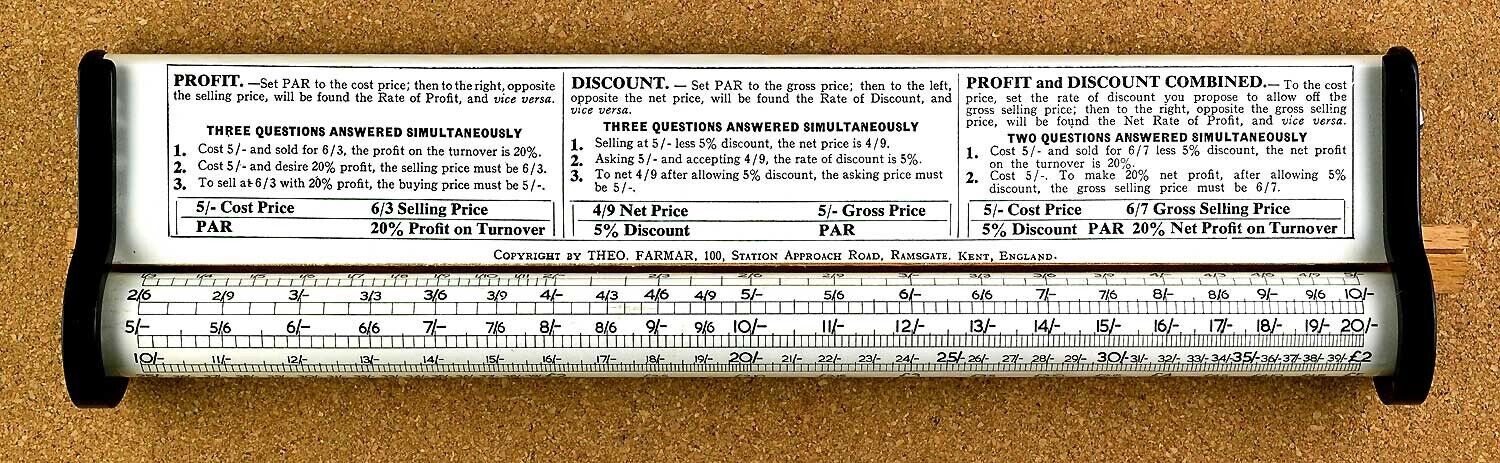 PROFIT. —Set PAR to the cost price; then to the right, opposite
the selling price, will be found the Rate of Profit, and vice versa.
THREE QUESTIONS ANSWERED SIMULTANEOUSLY
1. Cost 5/- and sold for 6/3, the profit on the turnover is 20%.
2. Cost 5/- and desire 20% profit, the selling price must be 6/3.
3. To sell at 6/3 with 20% profit, the buying price must be 5/-.
5/- Cost Price 6/3 Selling Price
PAR 20% Profit on Turnover
DISCOUNT. — Set PAR to the gross price; then to the left,
opposite the net price, will be found the Rate of Discount, and
vice versa.
THREE QUESTIONS ANSWERED SIMULTANEOUSLY
1. Selling at 5/- less 5% discount, the net price is 4/9.
2. Asking 5/- and accepting 4/9, the rate of discount is 5%.
3. To net 4/9 after allowing 5% discount, the asking price must
be 5/-.
4/9 Net Price 5/- Gross Price
5% Discount PAR
PROFIT and DISCOUNT COMBINED.— To the cost
price, set the rate of discount you propose to allow off the
gross selling price; then to the right, opposite the gross selling
price, will be found the Net Rate of Profit, and vice versa.
TWO QUESTIONS ANSWERED SIMULTANEOUSLY
1. Cost 5/- and sold for 6/7 less 5% discount, the net profit
on the turnover is 20%.
2. Cost 5/-. To make 20% net profit, after allowing 5%
discount, the gross selling price must be 6/7.
5/- Cost Price 6/7 Gross Selling Price
5% Discount PAR 20% Net Profit on Turnover
COPYRIGHT BY THEO. FARMAR, 100, STATION APPROACH ROAD, RAMSGATE, KENT, ENGLAND.
2/6 2/9 3/- 3/3 3/6 3/9 4/- 4/3 4/6 4/9 5/- 5/6 6/- 6/6 7/- 7/6 8/- 8/6 9/- 9/6 10/-
5/- 5/6 6/- 6/6 7/- 7/6 8/- 8/6 9/- 9/6 10/- 11/- 12/- 13/- 14/- 15/- 16/- 17/- 18/- 19/- 20/-
10/- 11/- 12/- 13/- 14/- 15/- 16/- 17/- 18/- 19/- 20/- 21/- 22/- 23/- 24/- 25/- 26/- 27/- 28/- 29/- 30/- 31/- 32/- 33/- 34/- 35/- 36/- 37/- 38/- 39/- £2